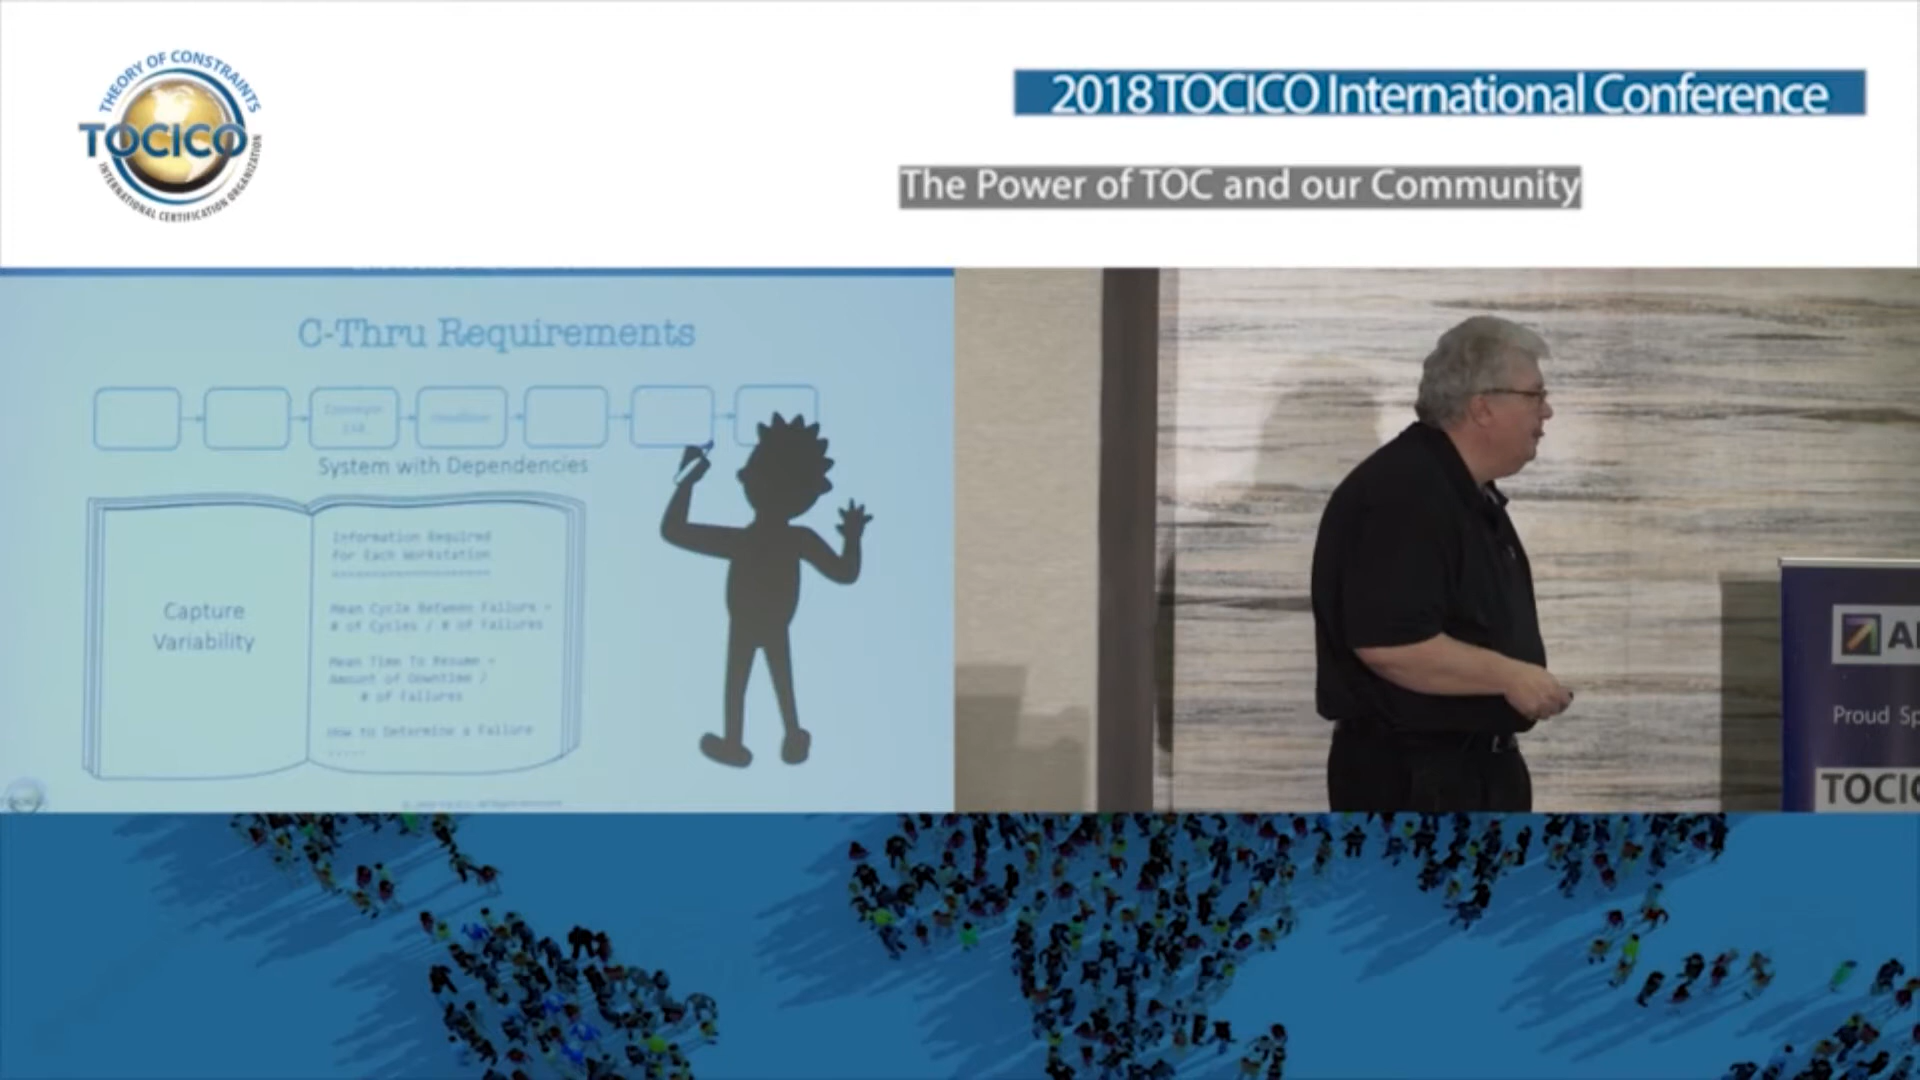 THEORY OF CONSTRAINTS
TOCICO
INTERNATIONAL CERTIFICATION ORGANIZATION
2018 TOCICO International Conference
The Power of TOC and our Community
C-Thru Requirements
System with Dependencies
Capture
Variability
Information Required
for Each Workstation
Mean Cycle Between Failure =
# of Cycles / # of Failures
Mean Time To Resume =
Amount of Downtime /
# of Failures
How to Determine a Failure
.....
Proud Sp
TOCIC